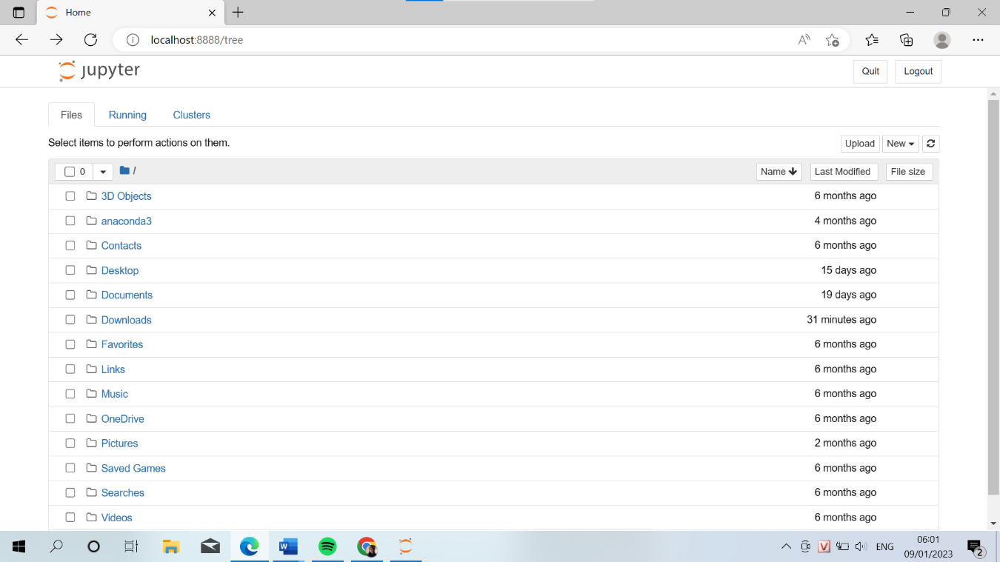 Home
localhost:8888/tree
jupyter
Quit Logout
Files Running Clusters
Select items to perform actions on them.
Upload New
0 / Name Last Modified File size
3D Objects 6 months ago
anaconda3 4 months ago
Contacts 6 months ago
Desktop 15 days ago
Documents 19 days ago
Downloads 31 minutes ago
Favorites 6 months ago
Links 6 months ago
Music 6 months ago
OneDrive 6 months ago
Pictures 2 months ago
Saved Games 6 months ago
Searches 6 months ago
Videos 6 months ago
W V ENG 06:01
09/01/2023 2